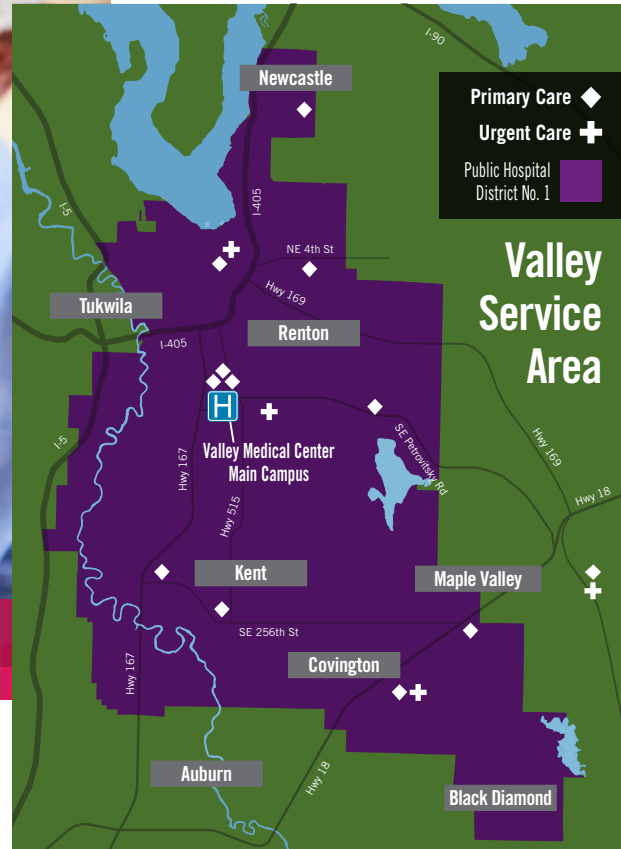 I-90
Newcastle
Primary Care
Urgent Care
Public Hospital
District No. 1
I-5
I-405
NE 4th St
Valley
Service
Area
Hwy 169
Tukwila
Renton
I-405
H
Valley Medical Center
Main Campus
SE Petrovitsky Rd
Hwy 169
I-5
Hwy 167
Hwy 515
Hwy 18
Kent
Maple Valley
SE 256th St
Covington
Hwy 167
Auburn
Hwy 18
Black Diamond